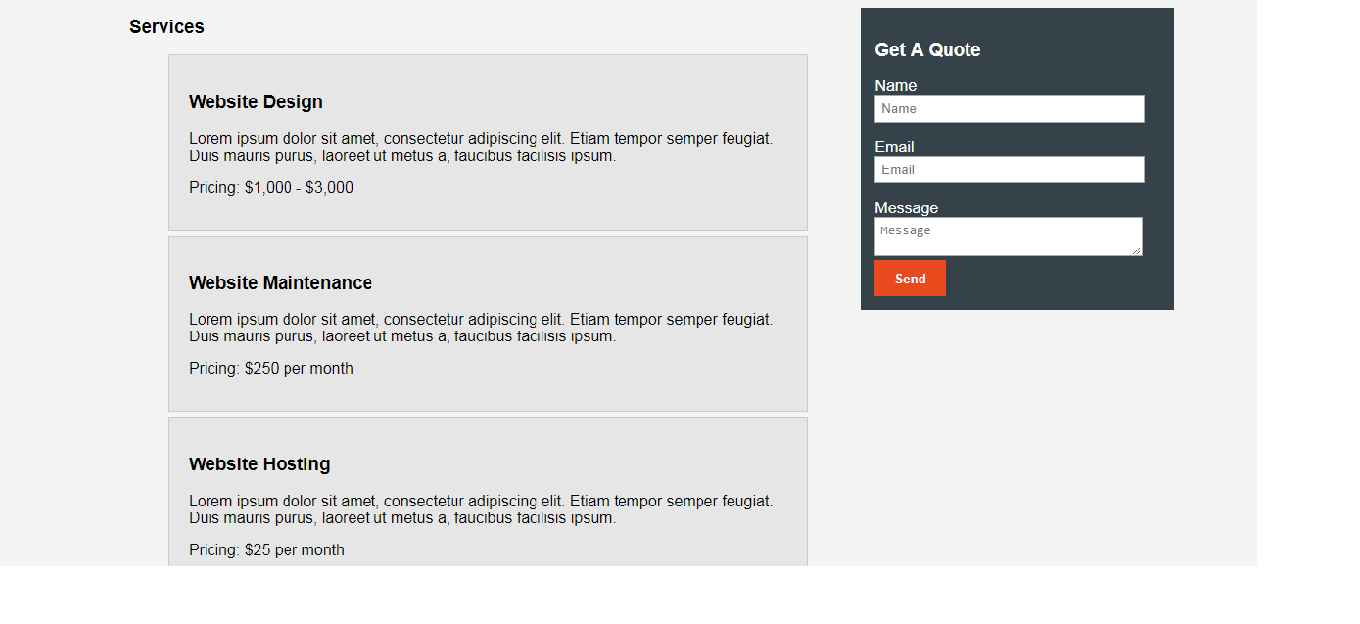 Services
Website Design
Lorem ipsum dolor sit amet, consectetur adipiscing elit. Etiam tempor semper feugiat.
Duis mauris purus, laoreet ut metus a, faucibus facilisis ipsum.
Pricing: $1,000 - $3,000
Website Maintenance
Lorem ipsum dolor sit amet, consectetur adipiscing elit. Etiam tempor semper feugiat.
Duis mauris purus, laoreet ut metus a, faucibus facilisis ipsum.
Pricing: $250 per month
Website Hosting
Lorem ipsum dolor sit amet, consectetur adipiscing elit. Etiam tempor semper feugiat.
Duis mauris purus, laoreet ut metus a, faucibus facilisis ipsum.
Pricing: $25 per month
Get A Quote
Name
Name
Email
Email
Message
Message
Send